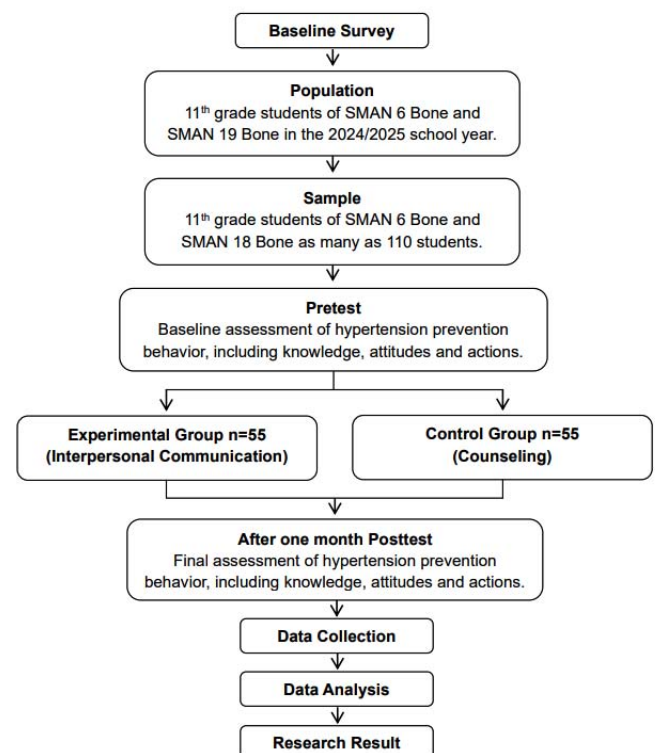 Baseline Survey
Population
11th grade students of SMAN 6 Bone and
SMAN 19 Bone in the 2024/2025 school year.
Sample
11th grade students of SMAN 6 Bone and
SMAN 18 Bone as many as 110 students.
Pretest
Baseline assessment of hypertension prevention
behavior, including knowledge, attitudes and actions.
Experimental Group n=55
(Interpersonal Communication)
Control Group n=55
(Counseling)
After one month Posttest
Final assessment of hypertension prevention
behavior, including knowledge, attitudes and actions.
Data Collection
Data Analysis
Research Result